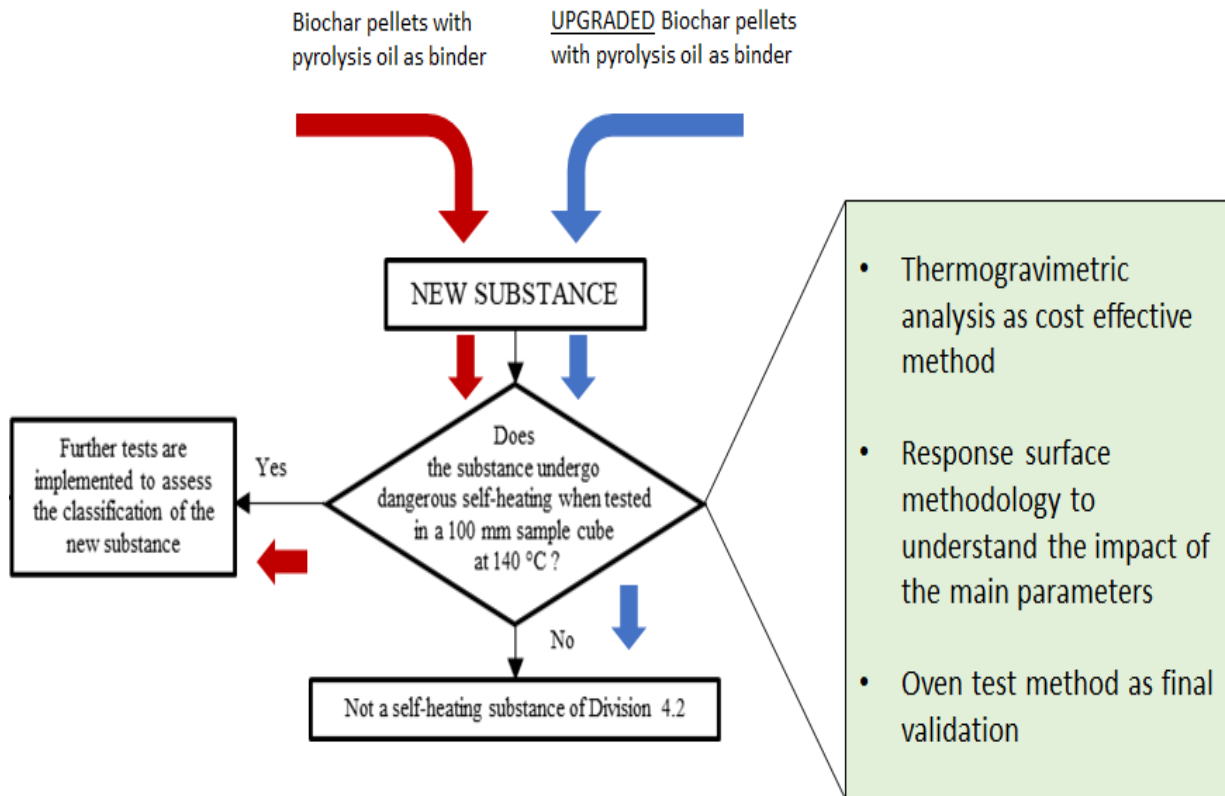 Biochar pellets with
pyrolysis oil as binder
UPGRADED Biochar pellets
with pyrolysis oil as binder
NEW SUBSTANCE
Does
the substance undergo
dangerous self-heating when tested
in a 100 mm sample cube
at 140 °C ?
Yes
Further tests are
implemented to assess
the classification of the
new substance
No
Not a self-heating substance of Division 4.2
• Thermogravimetric
analysis as cost effective
method
• Response surface
methodology to
understand the impact of
the main parameters
• Oven test method as final
validation